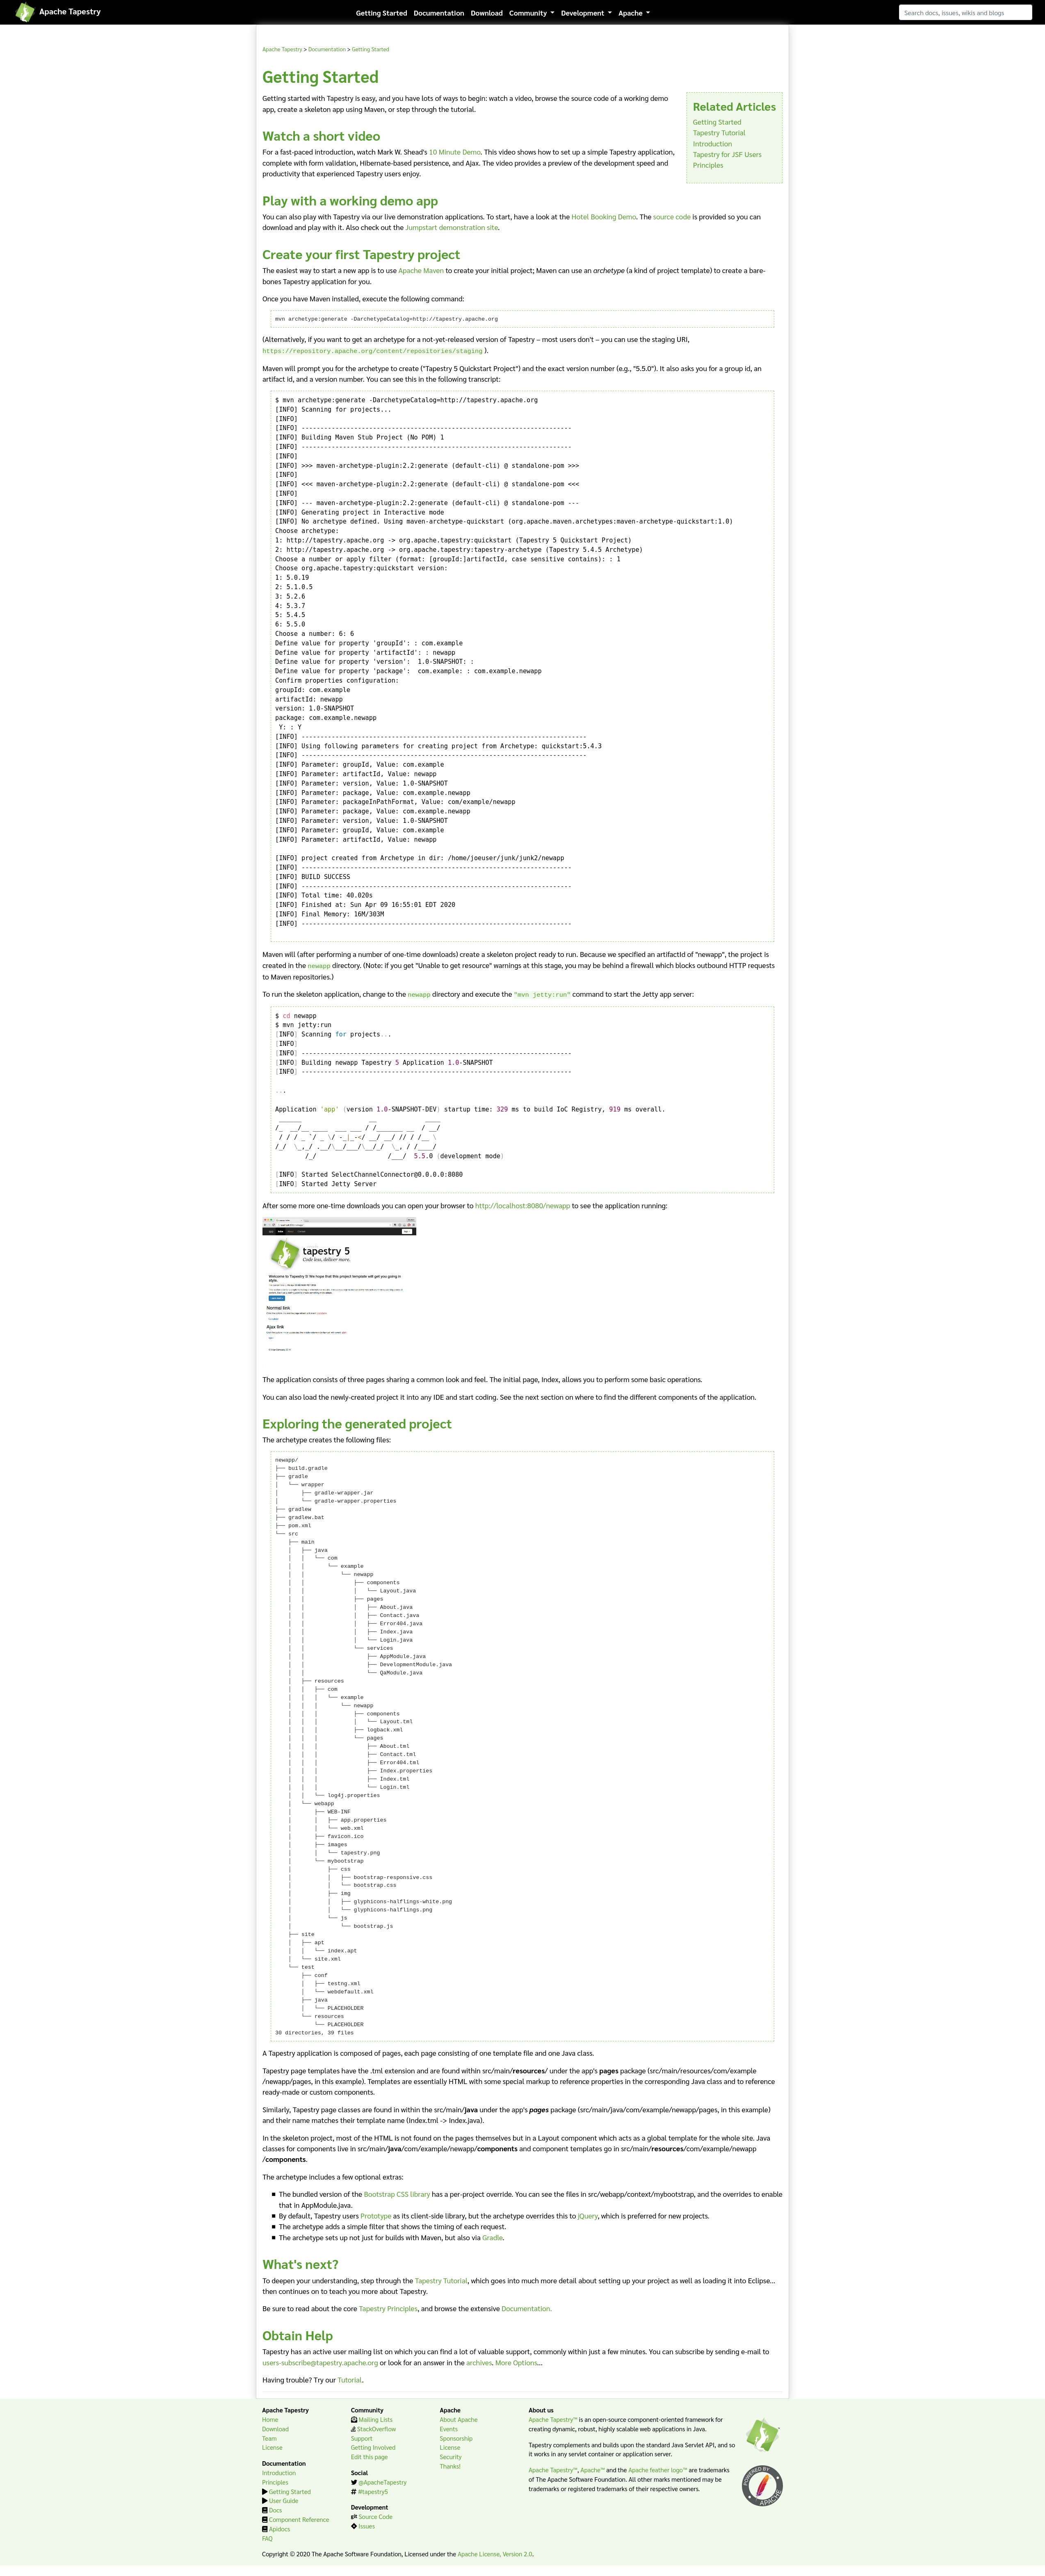 Apache Tapestry
Getting Started Documentation Download Community Development Apache
Search docs, issues, wikis and blogs
Apache Tapestry > Documentation > Getting Started
Getting Started
Getting started with Tapestry is easy, and you have lots of ways to begin: watch a video, browse the source code of a working demo
app, create a skeleton app using Maven, or step through the tutorial.
Related Articles
Getting Started
Tapestry Tutorial
Introduction
Tapestry for JSF Users
Principles
Watch a short video
For a fast-paced introduction, watch Mark W. Shead's 10 Minute Demo. This video shows how to set up a simple Tapestry application,
complete with form validation, Hibernate-based persistence, and Ajax. The video provides a preview of the development speed and
productivity that experienced Tapestry users enjoy.
Play with a working demo app
You can also play with Tapestry via our live demonstration applications. To start, have a look at the Hotel Booking Demo. The source code is provided so you can
download and play with it. Also check out the Jumpstart demonstration site.
Create your first Tapestry project
The easiest way to start a new app is to use Apache Maven to create your initial project; Maven can use an archetype (a kind of project template) to create a bare-
bones Tapestry application for you.
Once you have Maven installed, execute the following command:
mvn archetype:generate -DarchetypeCatalog=http://tapestry.apache.org
(Alternatively, if you want to get an archetype for a not-yet-released version of Tapestry – most users don't – you can use the staging URI,
https://repository.apache.org/content/repositories/staging ).
Maven will prompt you for the archetype to create ("Tapestry 5 Quickstart Project") and the exact version number (e.g., "5.5.0"). It also asks you for a group id, an
artifact id, and a version number. You can see this in the following transcript:
$ mvn archetype:generate -DarchetypeCatalog=http://tapestry.apache.org
[INFO] Scanning for projects...
[INFO]
[INFO] ------------------------------------------------------------------------
[INFO] Building Maven Stub Project (No POM) 1
[INFO] ------------------------------------------------------------------------
[INFO]
[INFO] >>> maven-archetype-plugin:2.2:generate (default-cli) @ standalone-pom >>>
[INFO]
[INFO] <<< maven-archetype-plugin:2.2:generate (default-cli) @ standalone-pom <<<
[INFO]
[INFO] --- maven-archetype-plugin:2.2:generate (default-cli) @ standalone-pom ---
[INFO] Generating project in Interactive mode
[INFO] No archetype defined. Using maven-archetype-quickstart (org.apache.maven.archetypes:maven-archetype-quickstart:1.0)
Choose archetype:
1: http://tapestry.apache.org -> org.apache.tapestry:quickstart (Tapestry 5 Quickstart Project)
2: http://tapestry.apache.org -> org.apache.tapestry:tapestry-archetype (Tapestry 5.4.5 Archetype)
Choose a number or apply filter (format: [groupId:]artifactId, case sensitive contains): : 1
Choose org.apache.tapestry:quickstart version:
1: 5.0.19
2: 5.1.0.5
3: 5.2.6
4: 5.3.7
5: 5.4.5
6: 5.5.0
Choose a number: 6: 6
Define value for property 'groupId': : com.example
Define value for property 'artifactId': : newapp
Define value for property 'version':  1.0-SNAPSHOT: :
Define value for property 'package':  com.example: : com.example.newapp
Confirm properties configuration:
groupId: com.example
artifactId: newapp
version: 1.0-SNAPSHOT
package: com.example.newapp
 Y: : Y
[INFO] ----------------------------------------------------------------------------
[INFO] Using following parameters for creating project from Archetype: quickstart:5.4.3
[INFO] ----------------------------------------------------------------------------
[INFO] Parameter: groupId, Value: com.example
[INFO] Parameter: artifactId, Value: newapp
[INFO] Parameter: version, Value: 1.0-SNAPSHOT
[INFO] Parameter: package, Value: com.example.newapp
[INFO] Parameter: packageInPathFormat, Value: com/example/newapp
[INFO] Parameter: package, Value: com.example.newapp
[INFO] Parameter: version, Value: 1.0-SNAPSHOT
[INFO] Parameter: groupId, Value: com.example
[INFO] Parameter: artifactId, Value: newapp
[INFO] project created from Archetype in dir: /home/joeuser/junk/junk2/newapp
[INFO] ------------------------------------------------------------------------
[INFO] BUILD SUCCESS
[INFO] ------------------------------------------------------------------------
[INFO] Total time: 40.020s
[INFO] Finished at: Sun Apr 09 16:55:01 EDT 2020
[INFO] Final Memory: 16M/303M
[INFO] ------------------------------------------------------------------------
Maven will (after performing a number of one-time downloads) create a skeleton project ready to run. Because we specified an artifactId of "newapp", the project is
created in the newapp directory. (Note: if you get "Unable to get resource" warnings at this stage, you may be behind a firewall which blocks outbound HTTP requests
to Maven repositories.)
To run the skeleton application, change to the newapp directory and execute the "mvn jetty:run" command to start the Jetty app server:
$ cd newapp
$ mvn jetty:run
[INFO] Scanning for projects...
[INFO]
[INFO] ------------------------------------------------------------------------
[INFO] Building newapp Tapestry 5 Application 1.0-SNAPSHOT
[INFO] ------------------------------------------------------------------------
...
Application 'app' (version 1.0-SNAPSHOT-DEV) startup time: 329 ms to build IoC Registry, 919 ms overall.
 ______                  __             ____
/_  __/__ ____  ___ ___ / /_______ __  / __/
 / / / _ `/ _ \/ -_|_-</ __/ __/ // / /__ \
/_/  \_,_/ .__/\__/___/\__/_/  \_, / /____/
        /_/                   /___/  5.5.0 (development mode)
[INFO] Started SelectChannelConnector@0.0.0.0:8080
[INFO] Started Jetty Server
After some more one-time downloads you can open your browser to http://localhost:8080/newapp to see the application running:
tapestry 5
Code less, deliver more.
Welcome to Tapestry 5! We hope that this project template will get you going in
style.
Normal link
Ajax link
The application consists of three pages sharing a common look and feel. The initial page, Index, allows you to perform some basic operations.
You can also load the newly-created project it into any IDE and start coding. See the next section on where to find the different components of the application.
Exploring the generated project
The archetype creates the following files:
newapp/
├── build.gradle
├── gradle
│   └── wrapper
│       ├── gradle-wrapper.jar
│       └── gradle-wrapper.properties
├── gradlew
├── gradlew.bat
├── pom.xml
└── src
    ├── main
    │   ├── java
    │   │   └── com
    │   │       └── example
    │   │           └── newapp
    │   │               ├── components
    │   │               │   └── Layout.java
    │   │               ├── pages
    │   │               │   ├── About.java
    │   │               │   ├── Contact.java
    │   │               │   ├── Error404.java
    │   │               │   ├── Index.java
    │   │               │   └── Login.java
    │   │               └── services
    │   │                   ├── AppModule.java
    │   │                   ├── DevelopmentModule.java
    │   │                   └── QaModule.java
    │   ├── resources
    │   │   ├── com
    │   │   │   └── example
    │   │   │       └── newapp
    │   │   │           ├── components
    │   │   │           │   └── Layout.tml
    │   │   │           ├── logback.xml
    │   │   │           └── pages
    │   │   │               ├── About.tml
    │   │   │               ├── Contact.tml
    │   │   │               ├── Error404.tml
    │   │   │               ├── Index.properties
    │   │   │               ├── Index.tml
    │   │   │               └── Login.tml
    │   │   └── log4j.properties
    │   └── webapp
    │       ├── WEB-INF
    │       │   ├── app.properties
    │       │   └── web.xml
    │       ├── favicon.ico
    │       ├── images
    │       │   └── tapestry.png
    │       └── mybootstrap
    │           ├── css
    │           │   ├── bootstrap-responsive.css
    │           │   └── bootstrap.css
    │           ├── img
    │           │   ├── glyphicons-halflings-white.png
    │           │   └── glyphicons-halflings.png
    │           └── js
    │               └── bootstrap.js
    ├── site
    │   ├── apt
    │   │   └── index.apt
    │   └── site.xml
    └── test
        ├── conf
        │   ├── testng.xml
        │   └── webdefault.xml
        ├── java
        │   └── PLACEHOLDER
        └── resources
            └── PLACEHOLDER
30 directories, 39 files
A Tapestry application is composed of pages, each page consisting of one template file and one Java class.
Tapestry page templates have the .tml extension and are found within src/main/resources/ under the app's pages package (src/main/resources/com/example
/newapp/pages, in this example). Templates are essentially HTML with some special markup to reference properties in the corresponding Java class and to reference
ready-made or custom components.
Similarly, Tapestry page classes are found in within the src/main/java under the app's pages package (src/main/java/com/example/newapp/pages, in this example)
and their name matches their template name (Index.tml -> Index.java).
In the skeleton project, most of the HTML is not found on the pages themselves but in a Layout component which acts as a global template for the whole site. Java
classes for components live in src/main/java/com/example/newapp/components and component templates go in src/main/resources/com/example/newapp
/components.
The archetype includes a few optional extras:
■ The bundled version of the Bootstrap CSS library has a per-project override. You can see the files in src/webapp/context/mybootstrap, and the overrides to enable
that in AppModule.java.
■ By default, Tapestry users Prototype as its client-side library, but the archetype overrides this to jQuery, which is preferred for new projects.
■ The archetype adds a simple filter that shows the timing of each request.
■ The archetype sets up not just for builds with Maven, but also via Gradle.
What's next?
To deepen your understanding, step through the Tapestry Tutorial, which goes into much more detail about setting up your project as well as loading it into Eclipse...
then continues on to teach you more about Tapestry.
Be sure to read about the core Tapestry Principles, and browse the extensive Documentation.
Obtain Help
Tapestry has an active user mailing list on which you can find a lot of valuable support, commonly within just a few minutes. You can subscribe by sending e-mail to
users-subscribe@tapestry.apache.org or look for an answer in the archives. More Options...
Having trouble? Try our Tutorial.
Apache Tapestry
Home
Download
Team
License
Documentation
Introduction
Principles
Getting Started
User Guide
Docs
Component Reference
Apidocs
FAQ
Community
Mailing Lists
StackOverflow
Support
Getting Involved
Edit this page
Social
@ApacheTapestry
#tapestry5
Development
Source Code
Issues
Apache
About Apache
Events
Sponsorship
License
Security
Thanks!
About us
Apache Tapestry™ is an open-source component-oriented framework for
creating dynamic, robust, highly scalable web applications in Java.
Tapestry complements and builds upon the standard Java Servlet API, and so
it works in any servlet container or application server.
Apache Tapestry™, Apache™ and the Apache feather logo™ are trademarks
of The Apache Software Foundation. All other marks mentioned may be
trademarks or registered trademarks of their respective owners.
POWERED BY
APACHE
Copyright © 2020 The Apache Software Foundation, Licensed under the Apache License, Version 2.0.